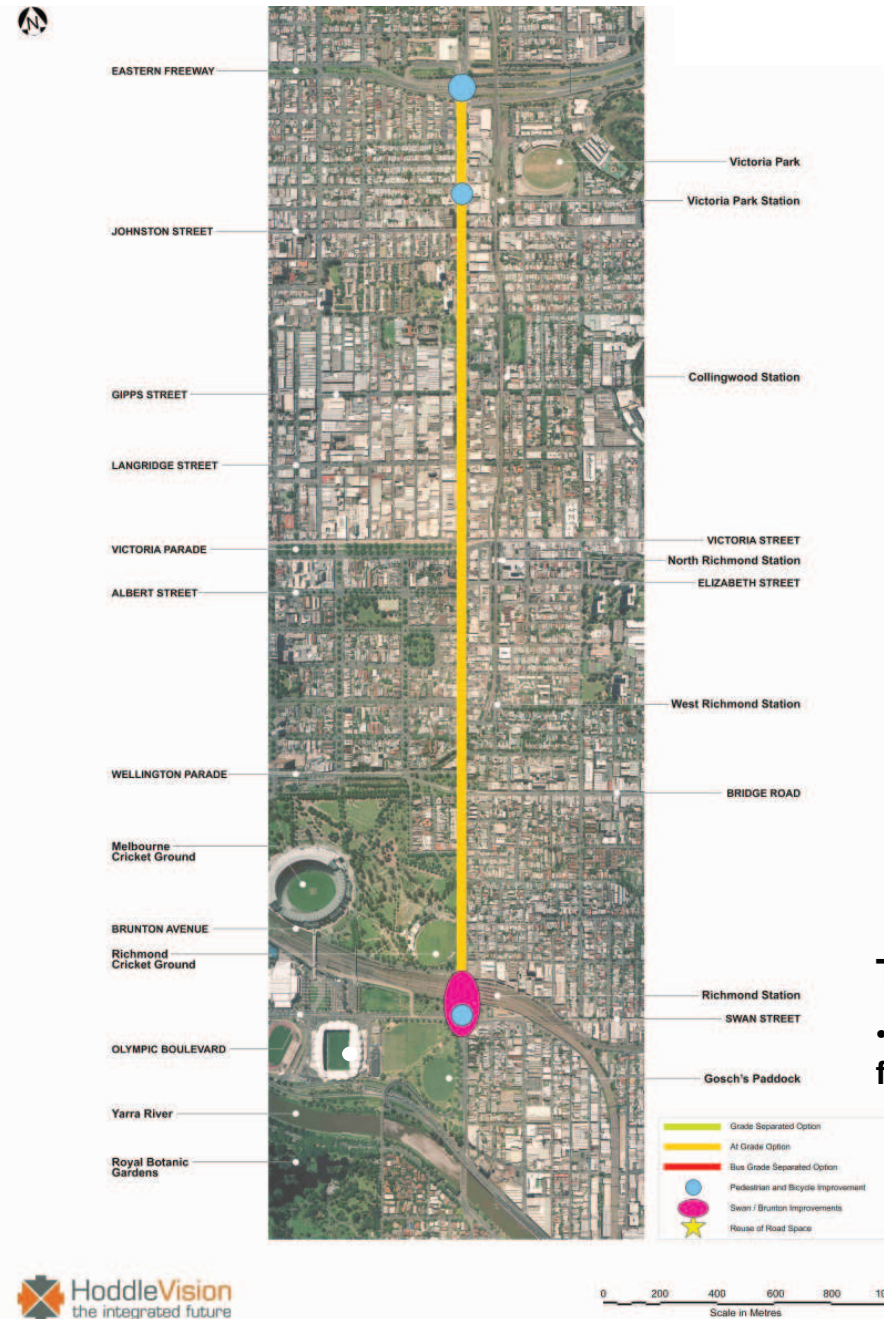 N
EASTERN FREEWAY
Victoria Park
Victoria Park Station
JOHNSTON STREET
Collingwood Station
GIPPS STREET
LANGRIDGE STREET
VICTORIA STREET
VICTORIA PARADE
North Richmond Station
ELIZABETH STREET
ALBERT STREET
West Richmond Station
WELLINGTON PARADE
BRIDGE ROAD
Melbourne
Cricket Ground
BRUNTON AVENUE
Richmond
Cricket Ground
Richmond Station
SWAN STREET
OLYMPIC BOULEVARD
Gosch's Paddock
Yarra River
Royal Botanic
Gardens
Grade Separated Option
At Grade Option
Bus Grade Separated Option
Pedestrian and Bicycle Improvement
Swan / Brunton Improvements
Reuse of Road Space
HoddleVision
the integrated future
0 200 400 600 800
Scale in Metres